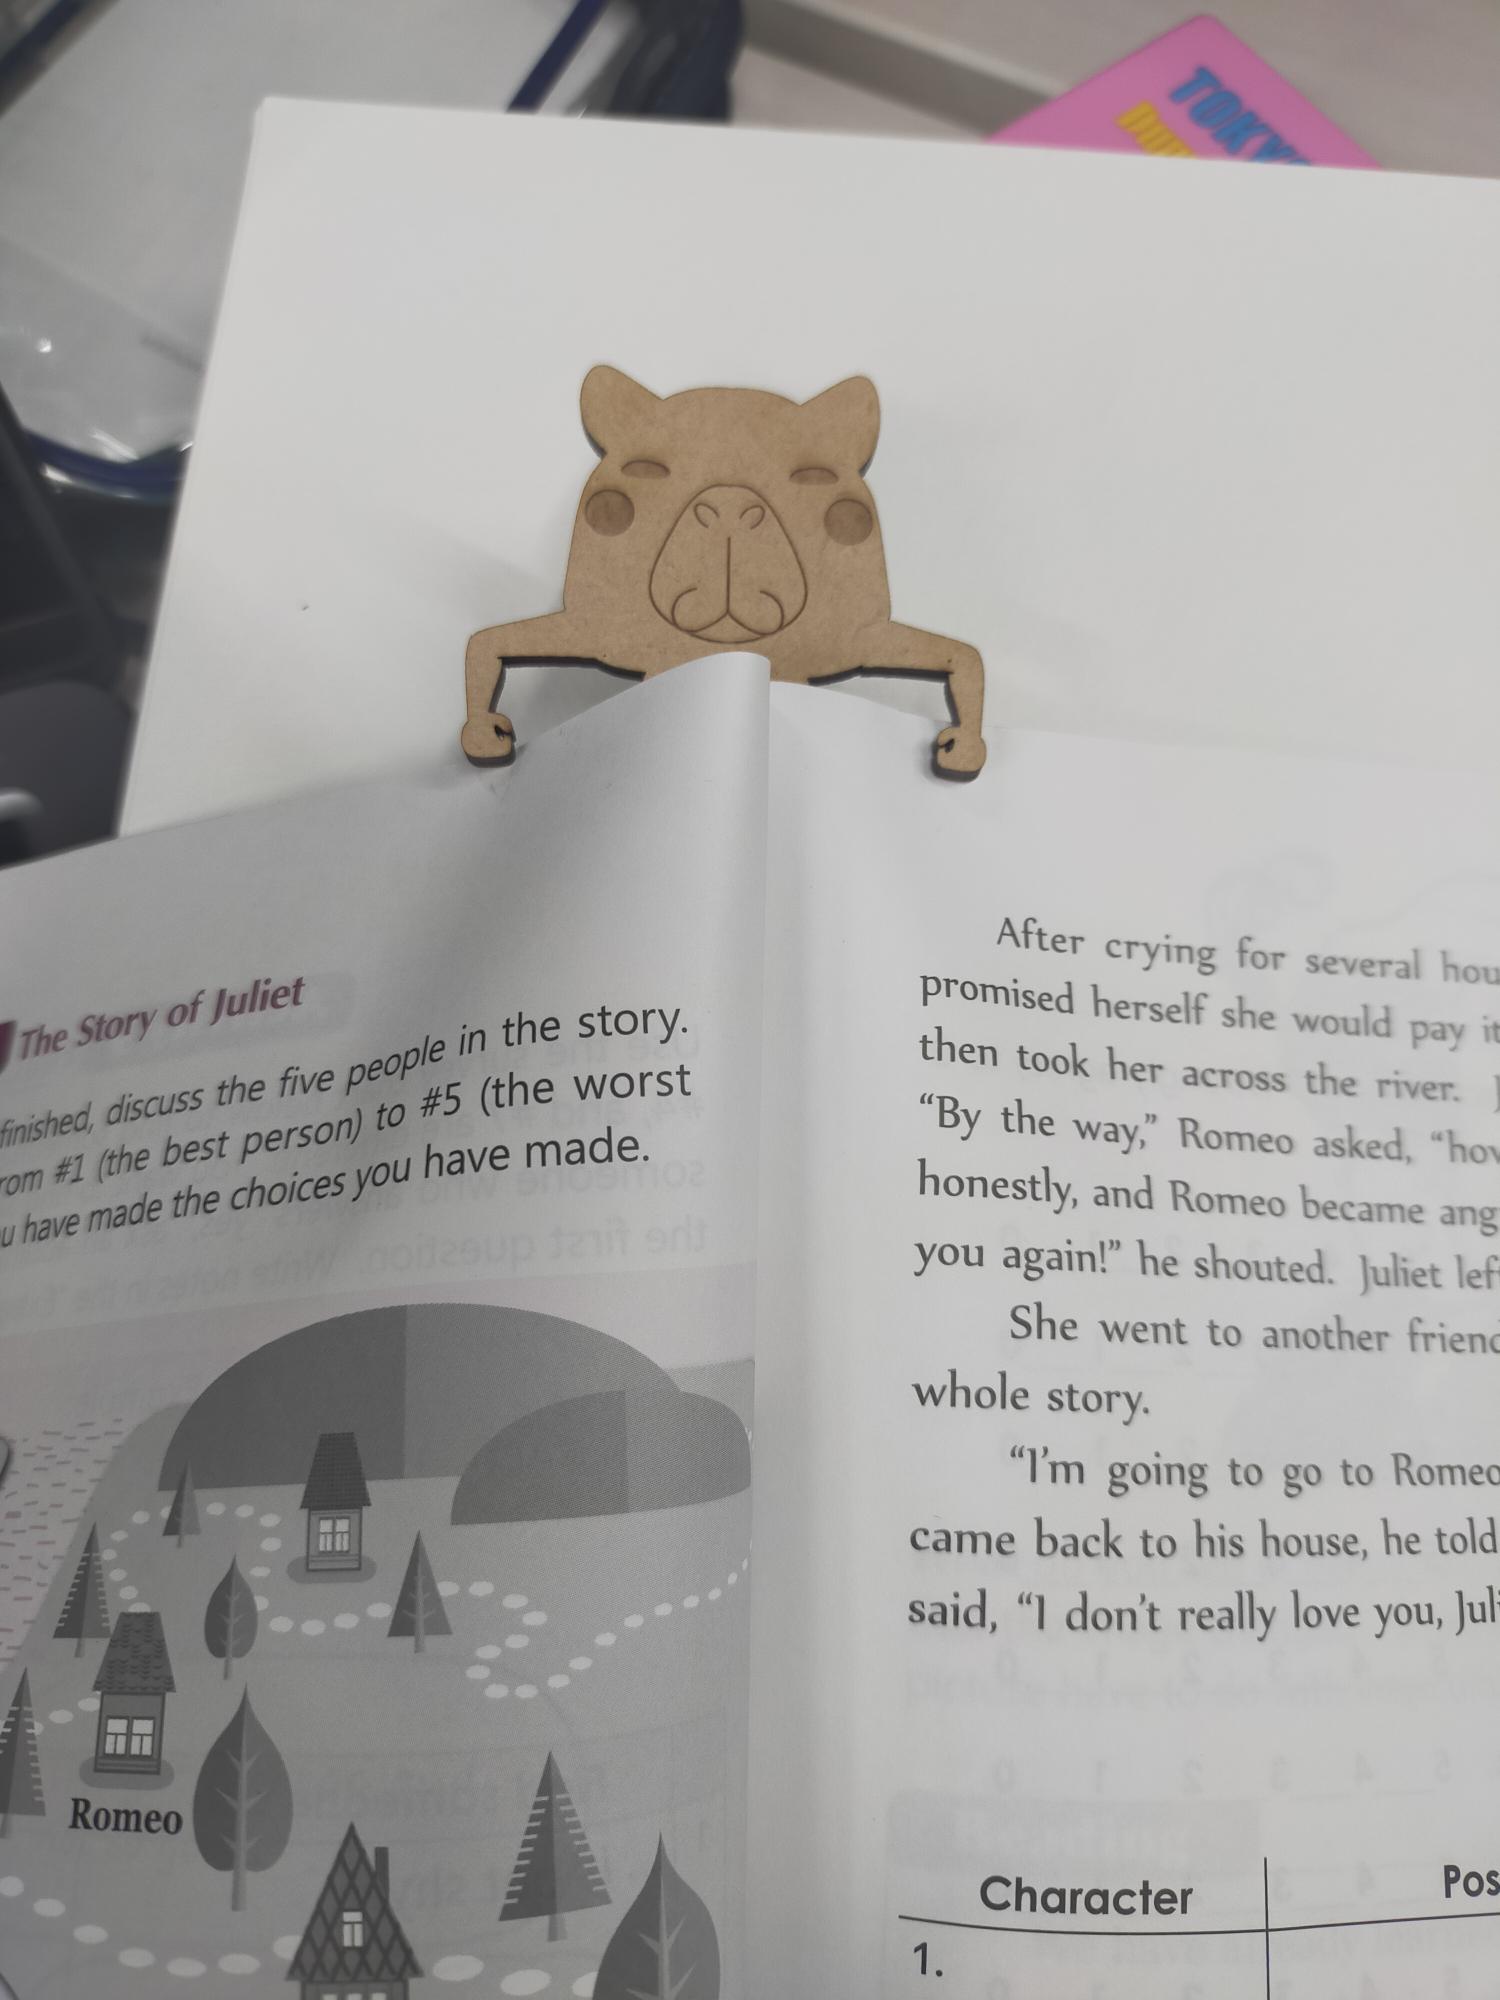 TOKY
The Story of Juliet
finished, discuss the five people in the story.
rom #1 (the best person) to #5 (the worst
u have made the choices you have made.
Romeo
After crying for several hou
promised herself she would pay it
then took her across the river. J
“By the way,” Romeo asked, “how
honestly, and Romeo became ang
you again!” he shouted. Juliet left
She went to another friend
whole story.
“I'm going to go to Romeo
came back to his house, he told
said, “I don't really love you, Juli
Character Pos
1.